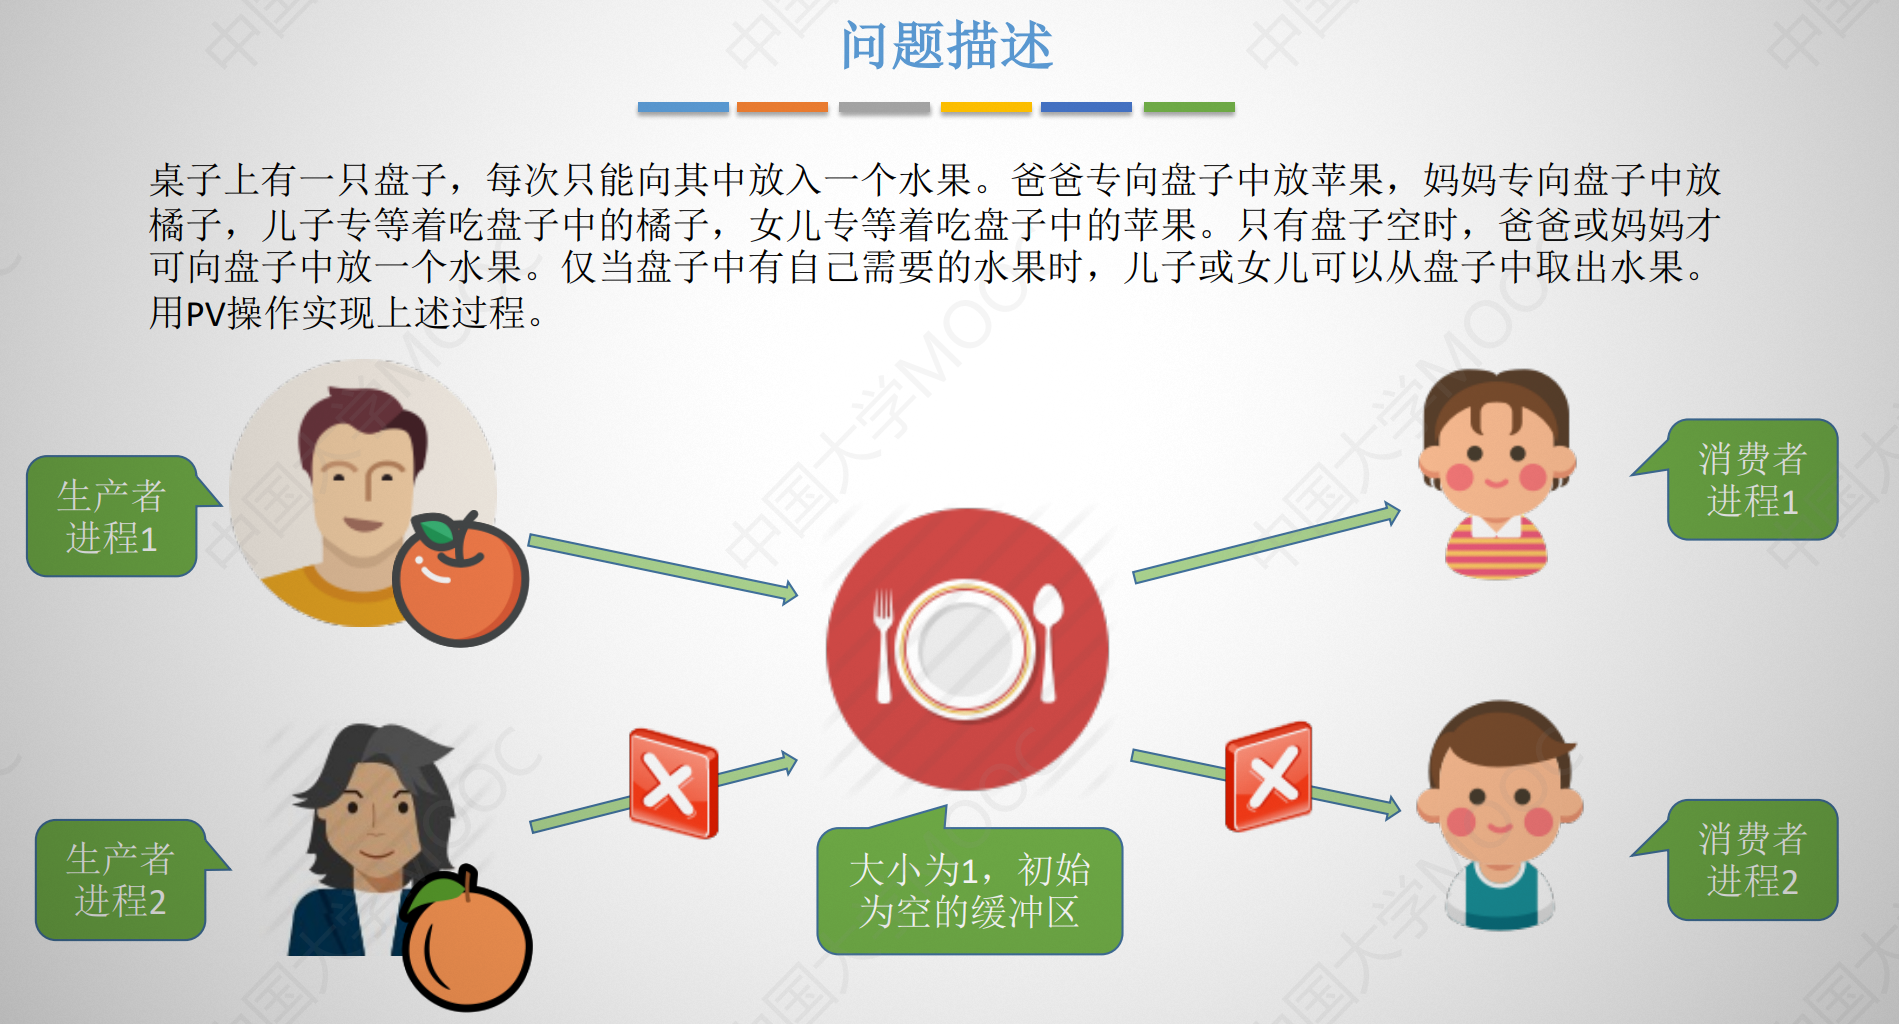 问题描述
桌子上有一只盘子，每次只能向其中放入一个水果。爸爸专向盘子中放苹果，妈妈专向盘子中放
橘子，儿子专等着吃盘子中的橘子，女儿专等着吃盘子中的苹果。只有盘子空时，爸爸或妈妈才
可向盘子中放一个水果。仅当盘子中有自己需要的水果时，儿子或女儿可以从盘子中取出水果。
用PV操作实现上述过程。
生产者
进程1
消费者
进程1
生产者
进程2
大小为1，初始
为空的缓冲区
消费者
进程2
中国大学MOOC